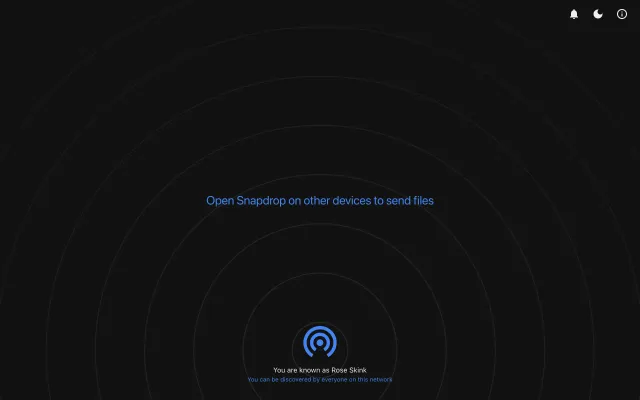 Open Snapdrop on other devices to send files
You are known as Rose Skink
You can be discovered by everyone on this network